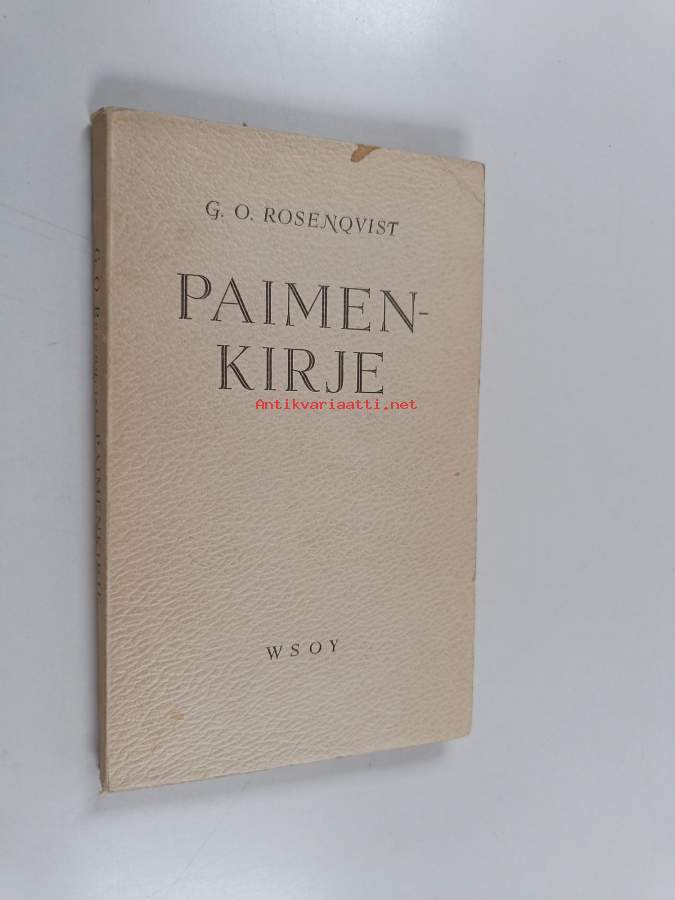 G. O. ROSENQVIST
PAIMEN-
KIRJE
Antikvariaatti.net
WSOY